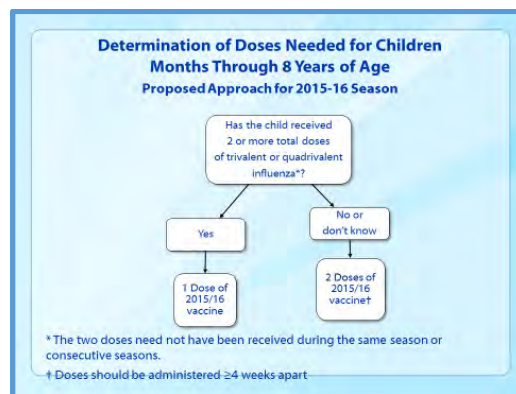 Determination of Doses Needed for Children
Months Through 8 Years of Age
Proposed Approach for 2015-16 Season
Has the child received
2 or more total doses
of trivalent or quadrivalent
influenza*?
Yes
No or
don't know
1 Dose of
2015/16
vaccine
2 Doses of
2015/16
vaccine†
* The two doses need not have been received during the same season or
consecutive seasons.
† Doses should be administered ≥4 weeks apart